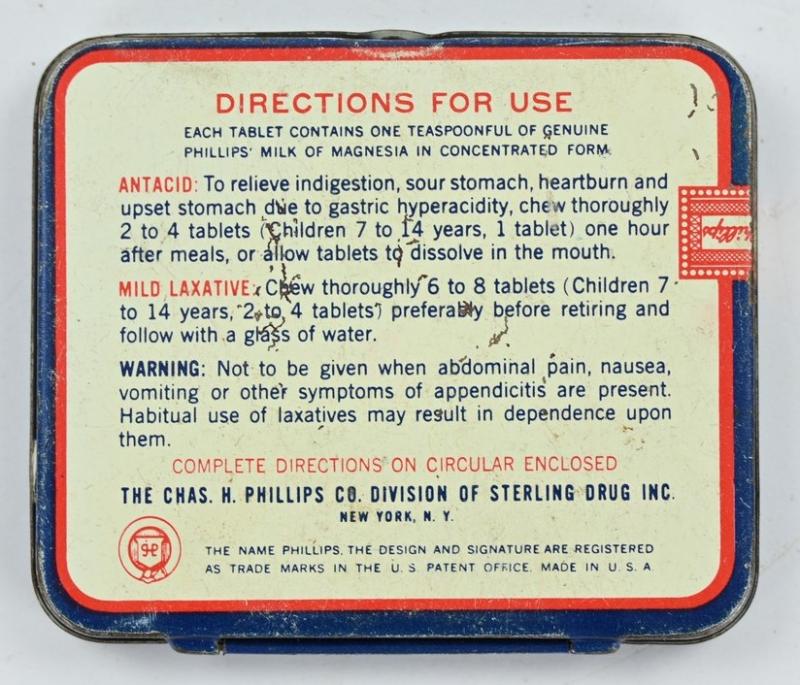 DIRECTIONS FOR USE
EACH TABLET CONTAINS ONE TEASPOONFUL OF GENUINE
PHILLIPS' MILK OF MAGNESIA IN CONCENTRATED FORM
ANTACID: To relieve indigestion, sour stomach, heartburn and
upset stomach due to gastric hyperacidity, chew thoroughly
2 to 4 tablets (Children 7 to 14 years, 1 tablet) one hour
after meals, or allow tablets to dissolve in the mouth.
Phillips
MILD LAXATIVE: Chew thoroughly 6 to 8 tablets (Children 7
to 14 years, 2 to 4 tablets) preferably before retiring and
follow with a glass of water.
WARNING: Not to be given when abdominal pain, nausea,
vomiting or other symptoms of appendicitis are present.
Habitual use of laxatives may result in dependence upon
them.
COMPLETE DIRECTIONS ON CIRCULAR ENCLOSED
THE CHAS. H. PHILLIPS CO. DIVISION OF STERLING DRUG INC.
NEW YORK, N. Y.
THE NAME PHILLIPS, THE DESIGN AND SIGNATURE ARE REGISTERED
AS TRADE MARKS IN THE U. S. PATENT OFFICE. MADE IN U. S. A.